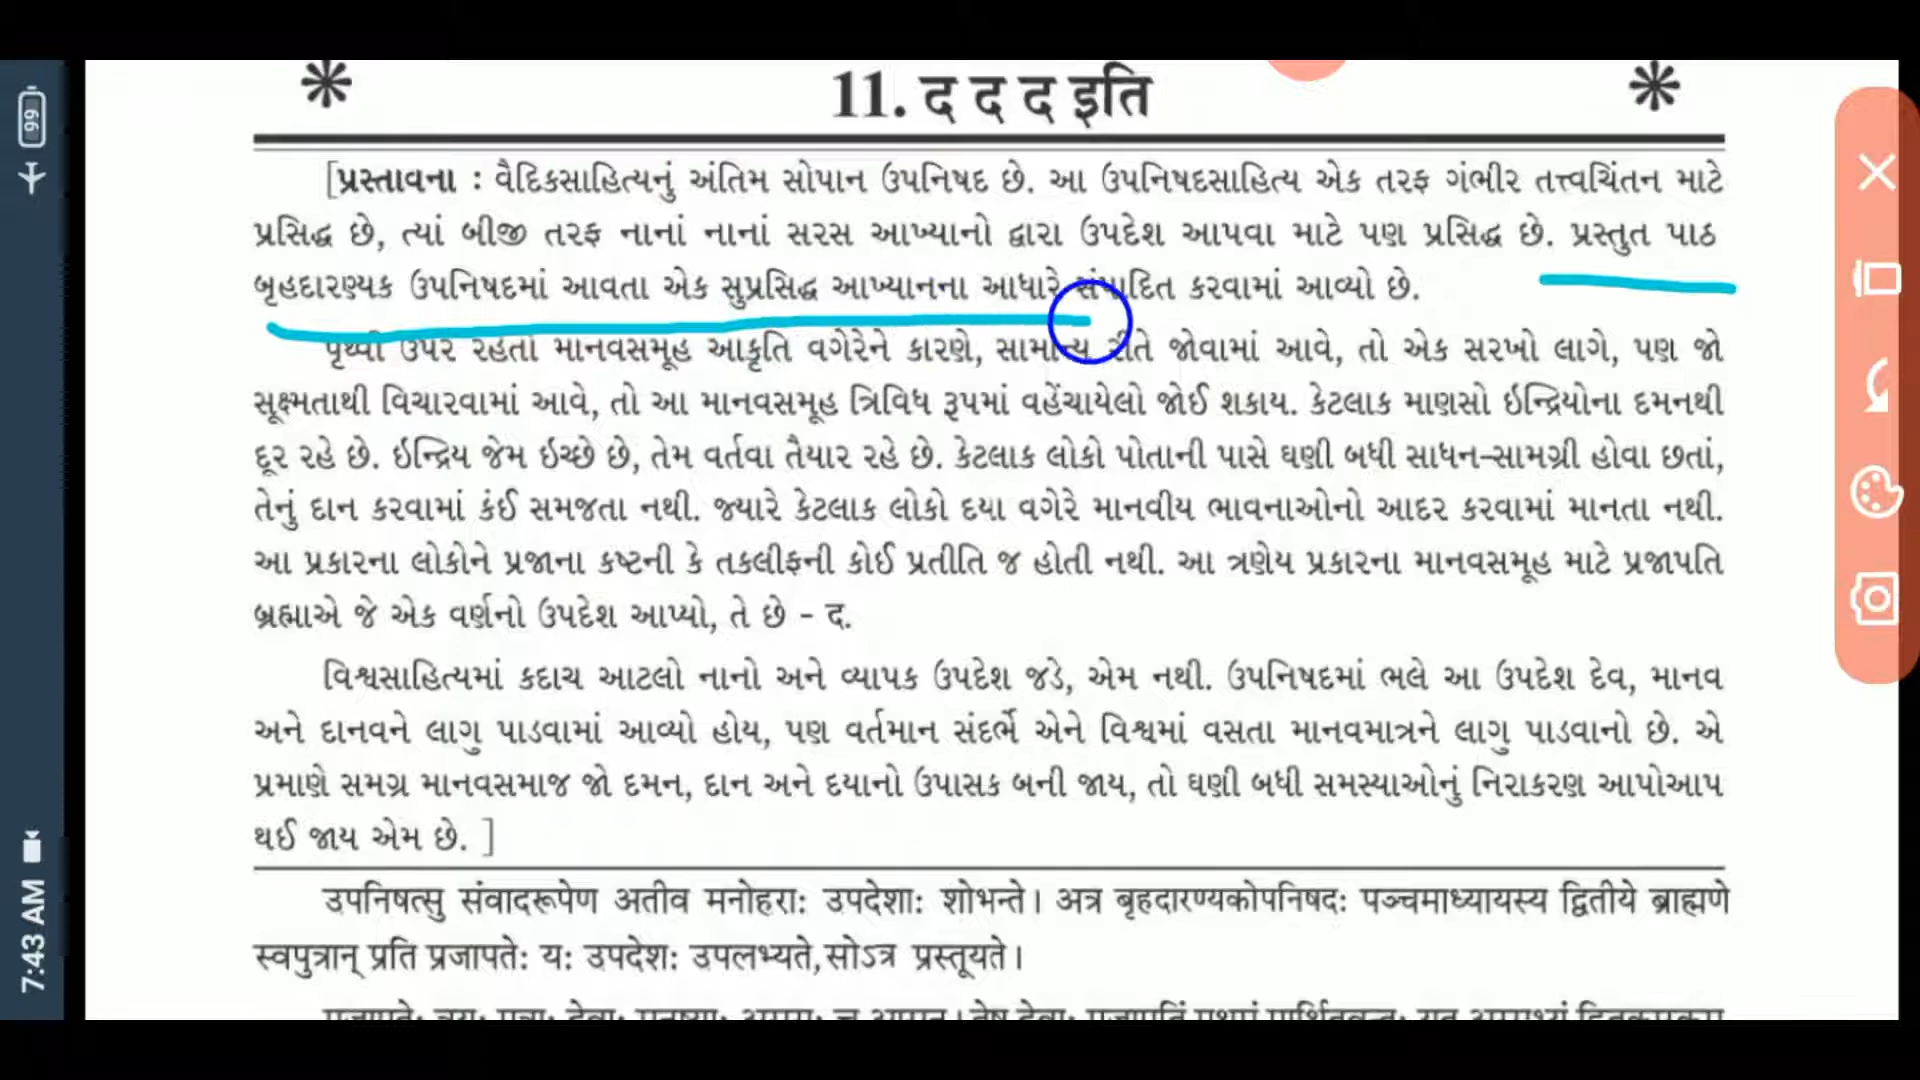 11. द द द इति
[પ્રસ્તાવના : વૈદિકસાહિત્યનું અંતિમ સોપાન ઉપનિષદ છે. આ ઉપનિષદસાહિત્ય એક તરફ ગંભીર તત્ત્વચિંતન માટે
પ્રસિદ્ધ છે, ત્યાં બીજી તરફ નાનાં નાનાં સરસ આખ્યાનો દ્વારા ઉપદેશ આપવા માટે પણ પ્રસિદ્ધ છે. પ્રસ્તુત પાઠ
બૃહદારણ્યક ઉપનિષદમાં આવતા એક સુપ્રસિદ્ધ આખ્યાનના આધારે સંપાદિત કરવામાં આવ્યો છે.
પૃથ્વી ઉપર રહેતો માનવસમૂહ આકૃતિ વગેરેને કારણે, સામાન્ય રીતે જોવામાં આવે, તો એક સરખો લાગે, પણ જો
સૂક્ષ્મતાથી વિચારવામાં આવે, તો આ માનવસમૂહ ત્રિવિધ રૂપમાં વહેંચાયેલો જોઈ શકાય. કેટલાક માણસો ઇન્દ્રિયોના દમનથી
દૂર રહે છે. ઇન્દ્રિય જેમ ઇચ્છે છે, તેમ વર્તવા તૈયાર રહે છે. કેટલાક લોકો પોતાની પાસે ઘણી બધી સાધન-સામગ્રી હોવા છતાં,
તેનું દાન કરવામાં કંઈ સમજતા નથી. જ્યારે કેટલાક લોકો દયા વગેરે માનવીય ભાવનાઓનો આદર કરવામાં માનતા નથી.
આ પ્રકારના લોકોને પ્રજાના કષ્ટની કે તકલીફની કોઈ પ્રતીતિ જ હોતી નથી. આ ત્રણેય પ્રકારના માનવસમૂહ માટે પ્રજાપતિ
બ્રહ્માએ જે એક વર્ણનો ઉપદેશ આપ્યો, તે છે - द.
વિશ્વસાહિત્યમાં કદાચ આટલો નાનો અને વ્યાપક ઉપદેશ જડે, એમ નથી. ઉપનિષદમાં ભલે આ ઉપદેશ દેવ, માનવ
અને દાનવને લાગુ પાડવામાં આવ્યો હોય, પણ વર્તમાન સંદર્ભે એને વિશ્વમાં વસતા માનવમાત્રને લાગુ પાડવાનો છે. એ
પ્રમાણે સમગ્ર માનવસમાજ જો દમન, દાન અને દયાનો ઉપાસક બની જાય, તો ઘણી બધી સમસ્યાઓનું નિરાકરણ આપોઆપ
થઈ જાય એમ છે. ]
उपनिषत्सु संवादरूपेण अतीव मनोहराः उपदेशाः शोभन्ते। अत्र बृहदारण्यकोपनिषदः पञ्चमाध्यायस्य द्वितीये ब्राह्मणे
स्वपुत्रान् प्रति प्रजापतेः यः उपदेशः उपलभ्यते,सोऽत्र प्रस्तूयते।
99
7:43 AM